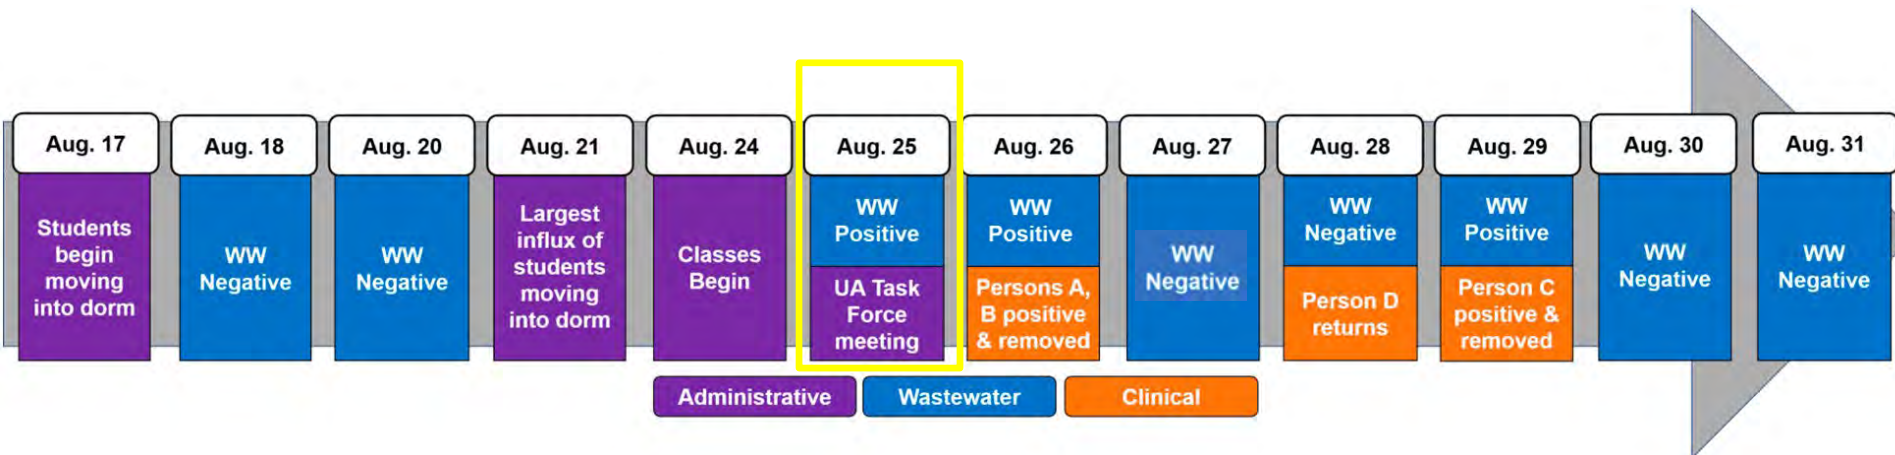 Aug. 17
Students
begin
moving
into dorm
Aug. 18
WW
Negative
Aug. 20
WW
Negative
Aug. 21
Largest
influx of
students
moving
into dorm
Aug. 24
Classes
Begin
Aug. 25
WW
Positive
UA Task
Force
meeting
Aug. 26
WW
Positive
Persons A,
B positive
& removed
Aug. 27
WW
Negative
Aug. 28
WW
Negative
Person D
returns
Aug. 29
WW
Positive
Person C
positive &
removed
Aug. 30
WW
Negative
Aug. 31
WW
Negative
Administrative
Wastewater
Clinical